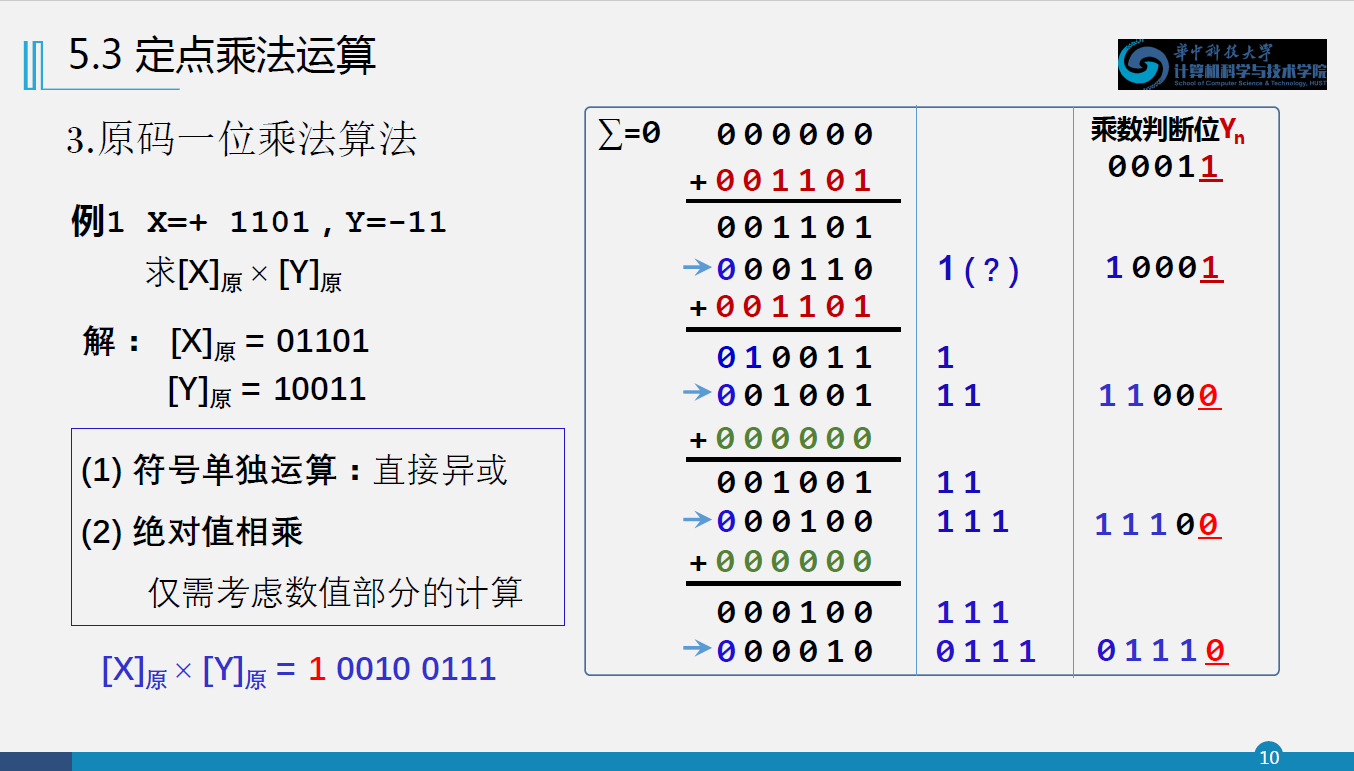 5.3 定点乘法运算
華中科技大学
计算机科学与技术学院
School of Computer Science & Technology, HUST
3.原码一位乘法算法
例1 X=+ 1101 , Y=-11
求[X]原 × [Y]原
解： [X]原 = 01101
[Y]原 = 10011
(1) 符号单独运算：直接异或
(2) 绝对值相乘
仅需考虑数值部分的计算
[X]原 × [Y]原 = 1 0010 0111
乘数判断位Yn
∑=0 000000 00011
+001101
001101
→000110 1(?) 10001
+001101
010011 1
→001001 11 11000
+000000
001001 11
→000100 111 11100
+000000
000100 111
→000010 0111 01110
10